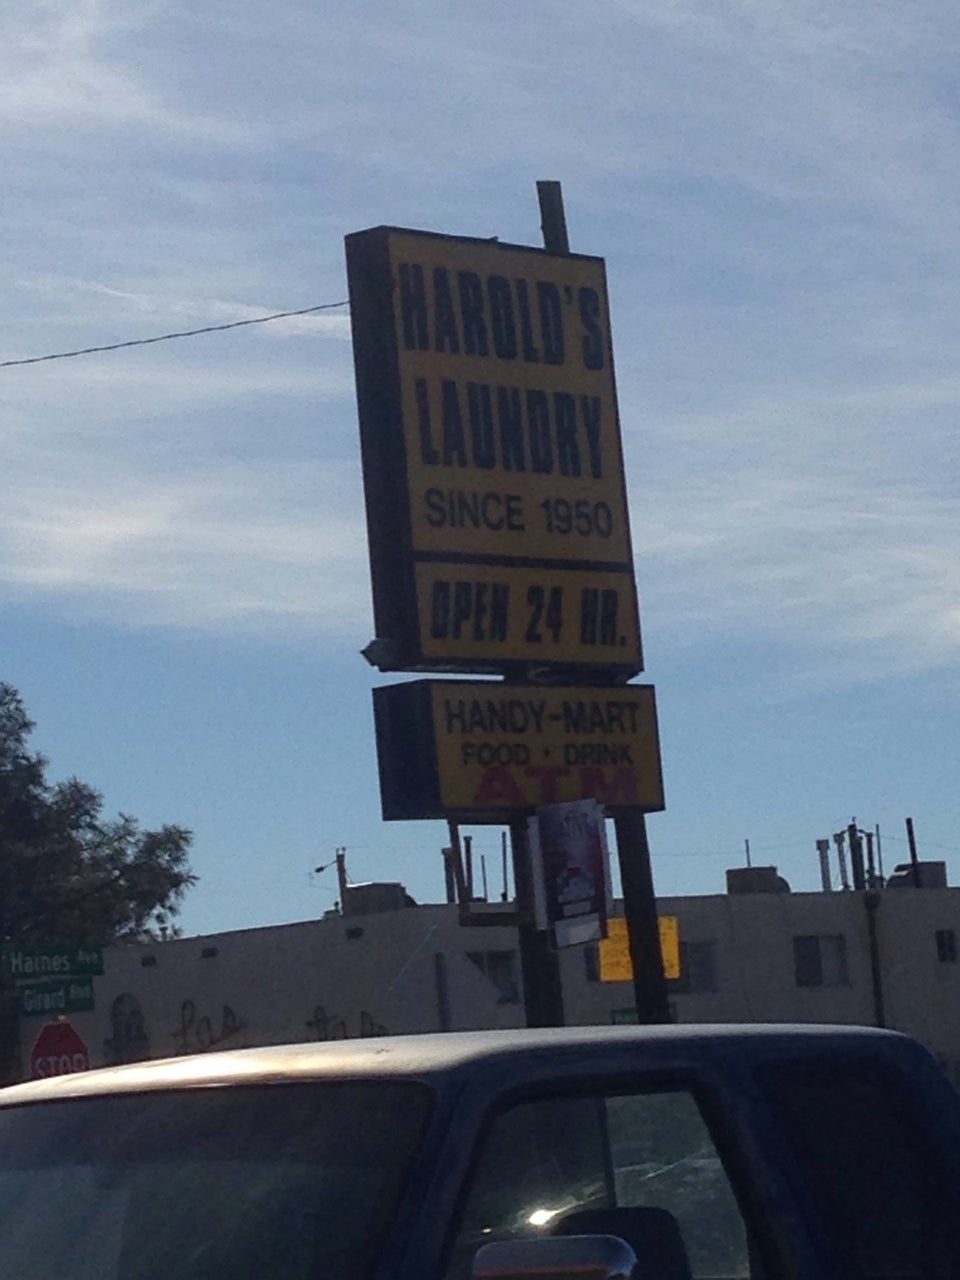 HAROLD'S
LAUNDRY
SINCE 1950
OPEN 24 HR.
HANDY-MART
FOOD · DRINK
ATM
Haines Ave
Girard Blvd
STOP